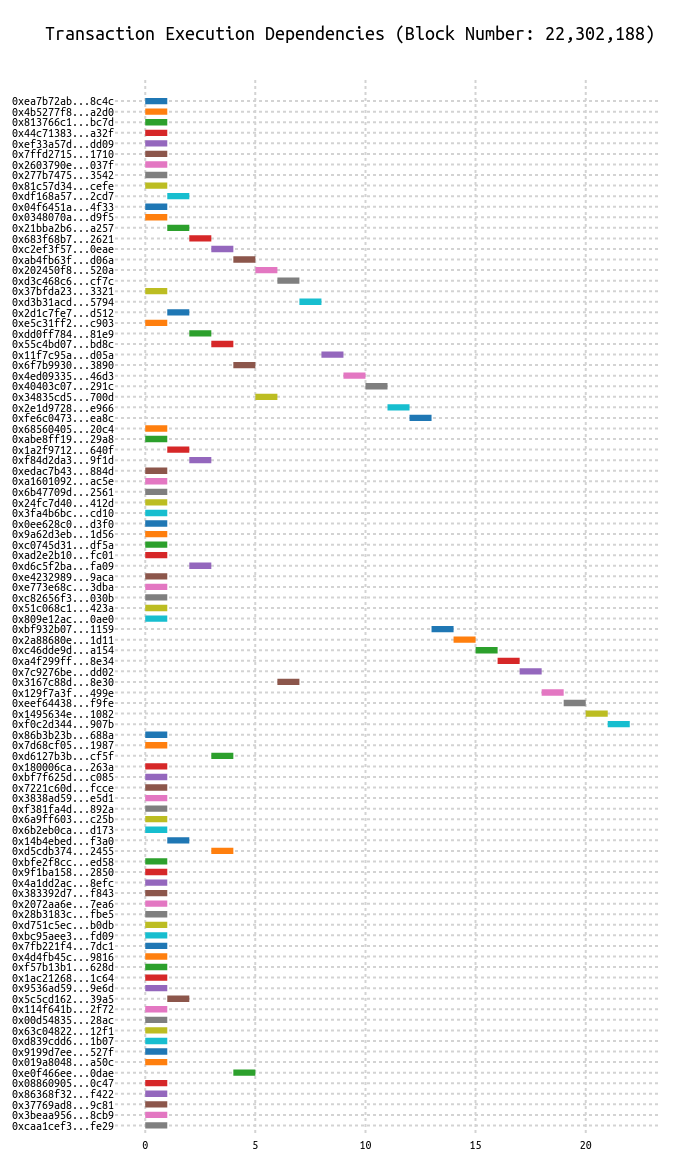 Transaction Execution Dependencies (Block Number: 22,302,188)
0xea7b72ab...8c4c
0x4b5277f8...a2d0
0x813766c1...bc7d
0x44c71383...a32f
0xef33a57d...dd09
0x7ffd2715...1710
0x2603790e...037f
0x277b7475...3542
0x81c57d34...cefe
0xdf168a57...2cd7
0x04f6451a...4f33
0x0348070a...d9f5
0x21bba2b6...a257
0x683f68b7...2621
0xc2ef3f57...0eae
0xab4fb63f...d06a
0x202450f8...520a
0xd3c468c6...cf7c
0x37bfda23...3321
0xd3b31acd...5794
0x2d1c7fe7...d512
0xe5c31ff2...c903
0xdd0ff784...81e9
0x55c4bd07...bd8c
0x11f7c95a...d05a
0x6f7b9930...3890
0x4ed09335...46d3
0x40403c07...291c
0x34835cd5...700d
0x2e1d9728...e966
0xfe6c0473...ea8c
0x68560405...20c4
0xabe8ff19...29a8
0x1a2f9712...640f
0xf84d2da3...9f1d
0xedac7b43...884d
0xa1601092...ac5e
0x6b47709d...2561
0x24fc7d40...412d
0x3fa4b6bc...cd10
0x0ee628c0...d3f0
0x9a62d3eb...1d56
0xc0745d31...df5a
0xad2e2b10...fc01
0xd6c5f2ba...fa09
0xe4232989...9aca
0xe773e68c...3dba
0xc82656f3...030b
0x51c068c1...423a
0x809e12ac...0ae0
0xbf932b07...1159
0x2a88680e...1d11
0xc46dde9d...a154
0xa4f299ff...8e34
0x7c9276be...dd02
0x3167c88d...8e30
0x129f7a3f...499e
0xeef64438...f9fe
0x1495634e...1082
0xf0c2d344...907b
0x86b3b23b...688a
0x7d68cf05...1987
0xd6127b3b...cf5f
0x180006ca...263a
0xbf7f625d...c085
0x7221c60d...fcce
0x3838ad59...e5d1
0xf381fa4d...892a
0x6a9ff603...c25b
0x6b2eb0ca...d173
0x14b4ebed...f3a0
0xd5cdb374...2455
0xbfe2f8cc...ed58
0x9f1ba158...2850
0x4a1dd2ac...8efc
0x383392d7...f843
0x2072aa6e...7ea6
0x28b3183c...fbe5
0xd751c5ec...b0db
0xbc95aee3...fd09
0x7fb221f4...7dc1
0x4d4fb45c...9816
0xf57b13b1...628d
0x1ac21268...1c64
0x9536ad59...9e6d
0x5c5cd162...39a5
0x114f641b...2f72
0x00d54835...28ac
0x63c04822...12f1
0xd839cdd6...1b07
0x9199d7ee...527f
0x019a8048...a50c
0xe0f466ee...0dae
0x08860905...0c47
0x86368f32...f422
0x37769ad8...9c81
0x3beaa956...8cb9
0xcaa1cef3...fe29
0 5 10 15 20